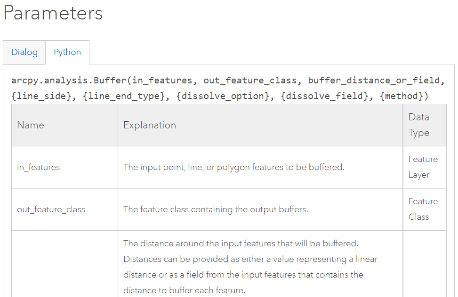 Parameters
Dialog
Python
arcpy.analysis.Buffer(in_features, out_feature_class, buffer_distance_or_field,
{line_side}, {line_end_type}, {dissolve_option}, {dissolve_field}, {method})
Name
Explanation
Data
Type
in_features
The input point, line, or polygon features to be buffered.
Feature
Layer
out_feature_class
The feature class containing the output buffers.
Feature
Class
The distance around the input features that will be buffered.
Distances can be provided as either a value representing a linear
distance or as a field from the input features that contains the
distance to buffer each feature.